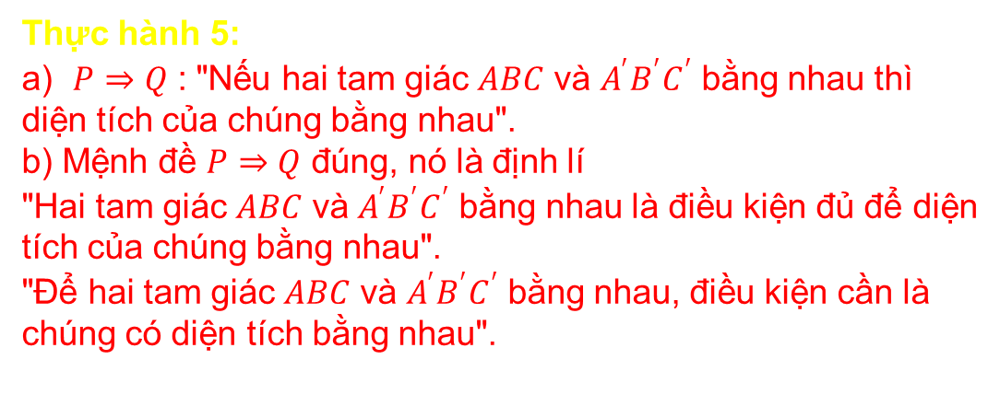 Thực hành 5:
a) P ⇒ Q : "Nếu hai tam giác ABC và A′B′C′ bằng nhau thì
diện tích của chúng bằng nhau".
b) Mệnh đề P ⇒ Q đúng, nó là định lí
"Hai tam giác ABC và A′B′C′ bằng nhau là điều kiện đủ để diện
tích của chúng bằng nhau".
"Để hai tam giác ABC và A′B′C′ bằng nhau, điều kiện cần là
chúng có diện tích bằng nhau".